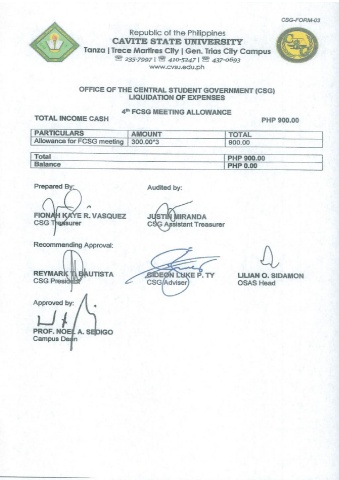 CSG-FORM-03
Republic of the Philippines
CAVITE STATE UNIVERSITY
Tanza | Trece Martires City | Gen. Trias City Campus
☏ 235-7997 | ☏ 410-5247 | ☏ 437-0693
www.cvsu.edu.ph
OFFICE OF THE CENTRAL STUDENT GOVERNMENT (CSG)
LIQUIDATION OF EXPENSES
4th FCSG MEETING ALLOWANCE
TOTAL INCOME CASH PHP 900.00
PARTICULARS AMOUNT TOTAL
Allowance for FCSG meeting 300.00*3 900.00
Total PHP 900.00
Balance PHP 0.00
Prepared By: Audited by:
FIONAH KAYE R. VASQUEZ JUSTIN MIRANDA
CSG Treasurer CSG Assistant Treasurer
Recommending Approval:
REYMARK T. BAUTISTA GIDEON LUKE P. TY LILIAN O. SIDAMON
CSG President CSG Adviser OSAS Head
Approved by:
PROF. NOEL A. SEDIGO
Campus Dean